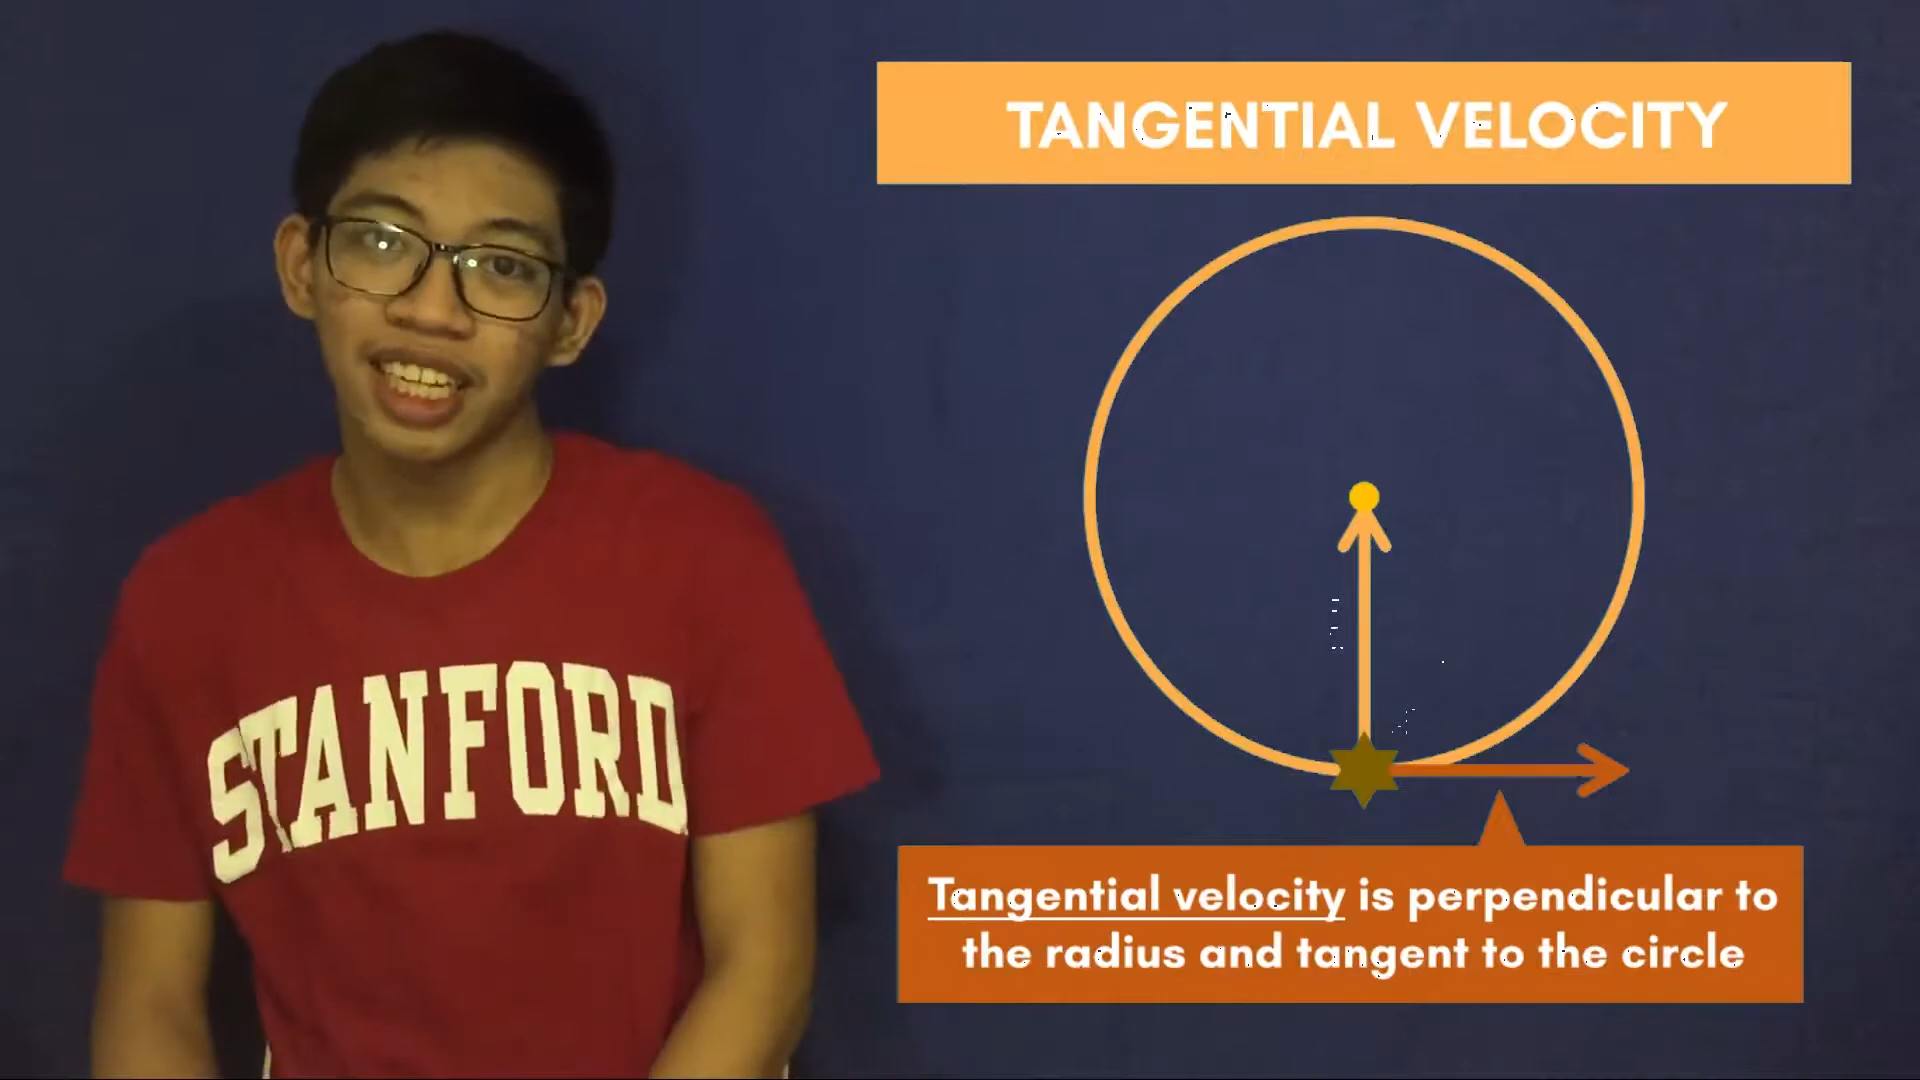 TANGENTIAL VELOCITY
STANFORD
Tangential velocity is perpendicular to
the radius and tangent to the circle